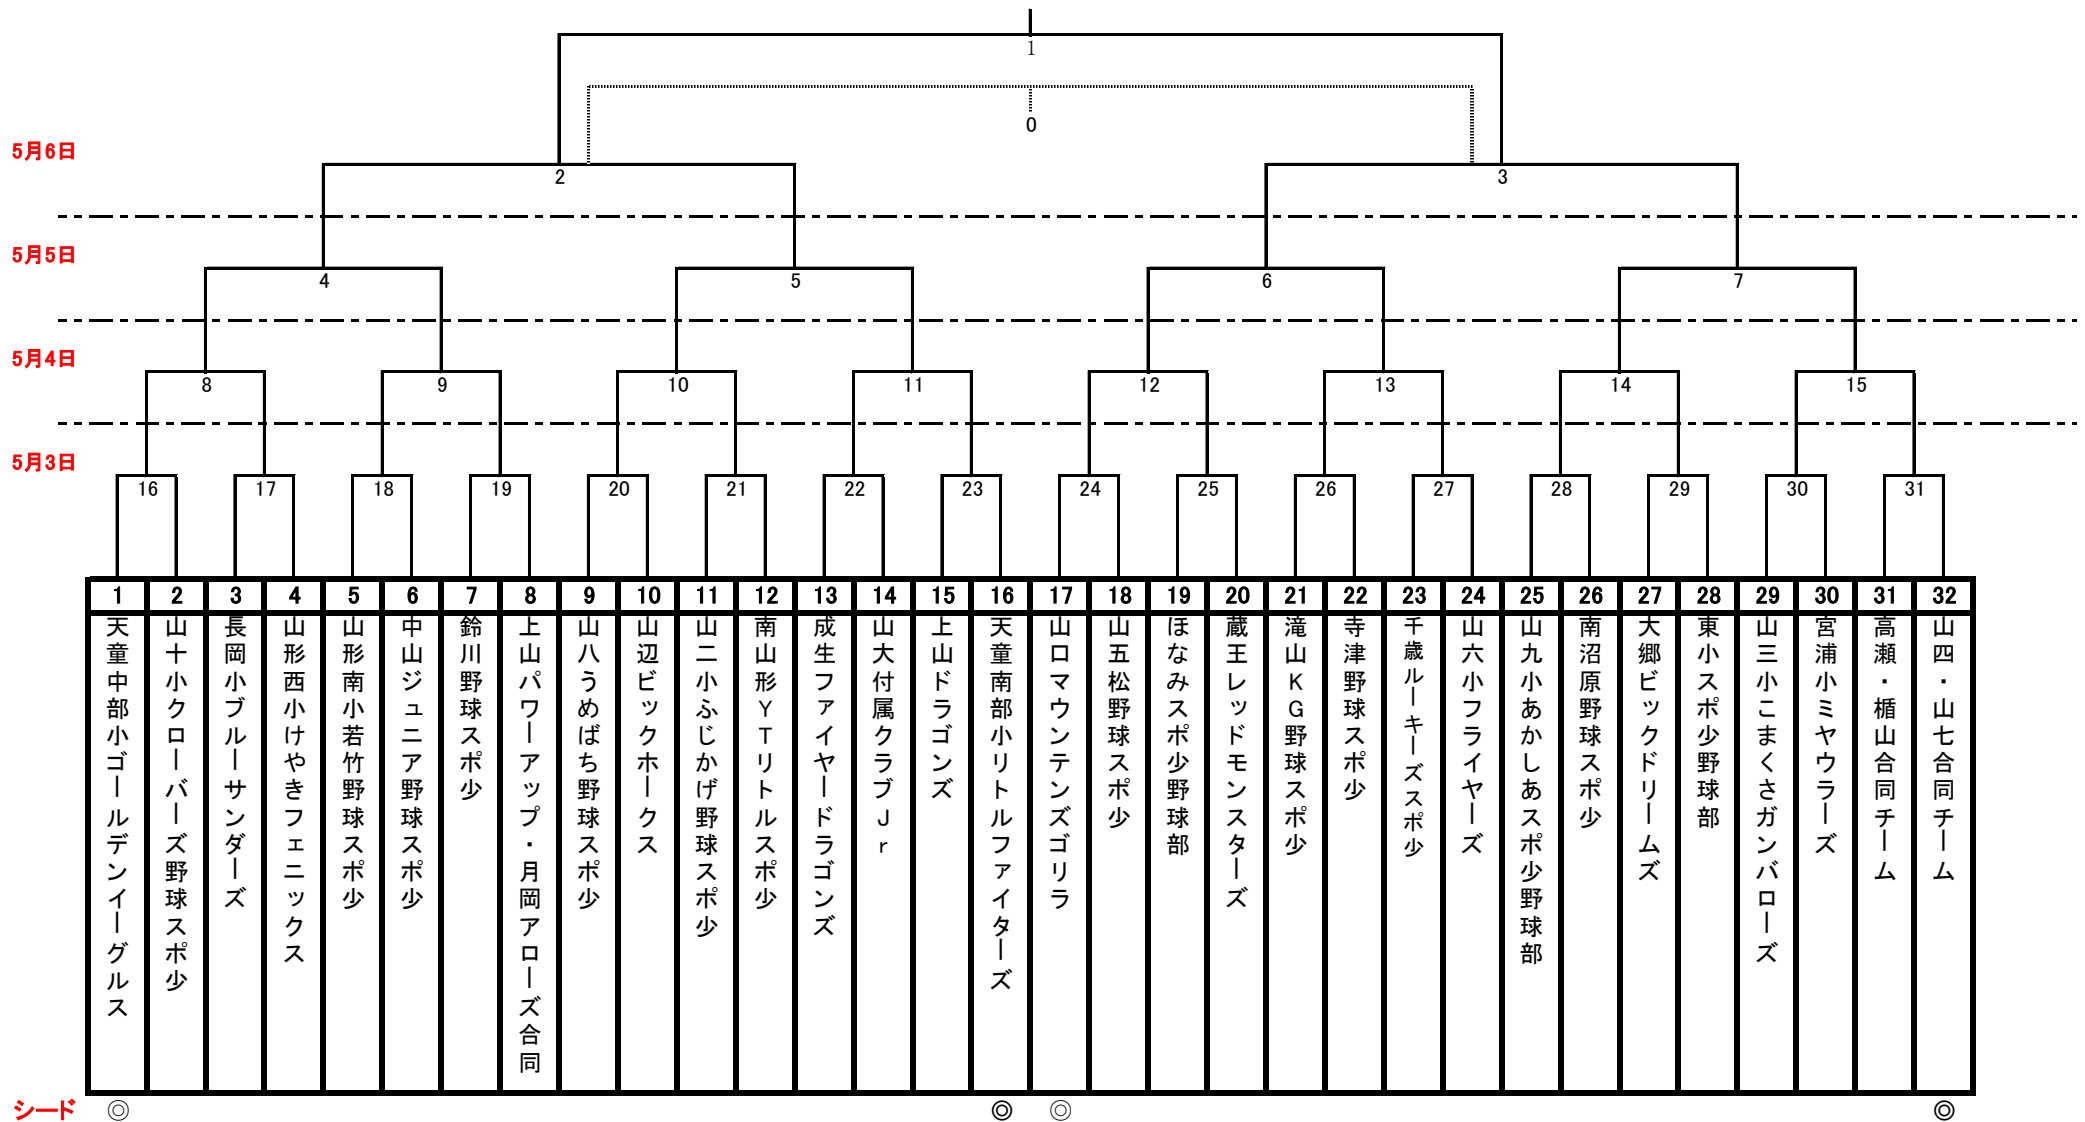 1
0
5月6日
2
3
5月5日
4
5
6
7
5月4日
8
9
10
11
12
13
14
15
5月3日
16
17
18
19
20
21
22
23
24
25
26
27
28
29
30
31
1
2
3
4
5
6
7
8
9
10
11
12
13
14
15
16
17
18
19
20
21
22
23
24
25
26
27
28
29
30
31
32
天童中部小ゴールデンイーグルス
山十小クローバーズ野球スポ少
長岡小ブルーサンダーズ
山形西小けやきフェニックス
山形南小若竹野球スポ少
中山ジュニア野球スポ少
鈴川野球スポ少
上山パワーアップ・月岡アローズ合同
山八うめばち野球スポ少
山辺ビックホークス
山二小ふじかげ野球スポ少
南山形YTリトルスポ少
成生ファイヤードラゴンズ
山大付属クラブJr
上山ドラゴンズ
天童南部小リトルファイターズ
山口マウンテンズゴリラ
山五松野球スポ少
ほなみスポ少野球部
蔵王レッドモンスターズ
滝山KG野球スポ少
寺津野球スポ少
千歳ルーキーズスポ少
山六小フライヤーズ
山九小あかしあスポ少野球部
南沼原野球スポ少
大郷ビックドリームズ
東小スポ少野球部
山三小こまくさガンバローズ
宮浦小ミヤウラーズ
高瀬・楯山合同チーム
山四・山七合同チーム
シード ◎ ◎ ◎ ◎